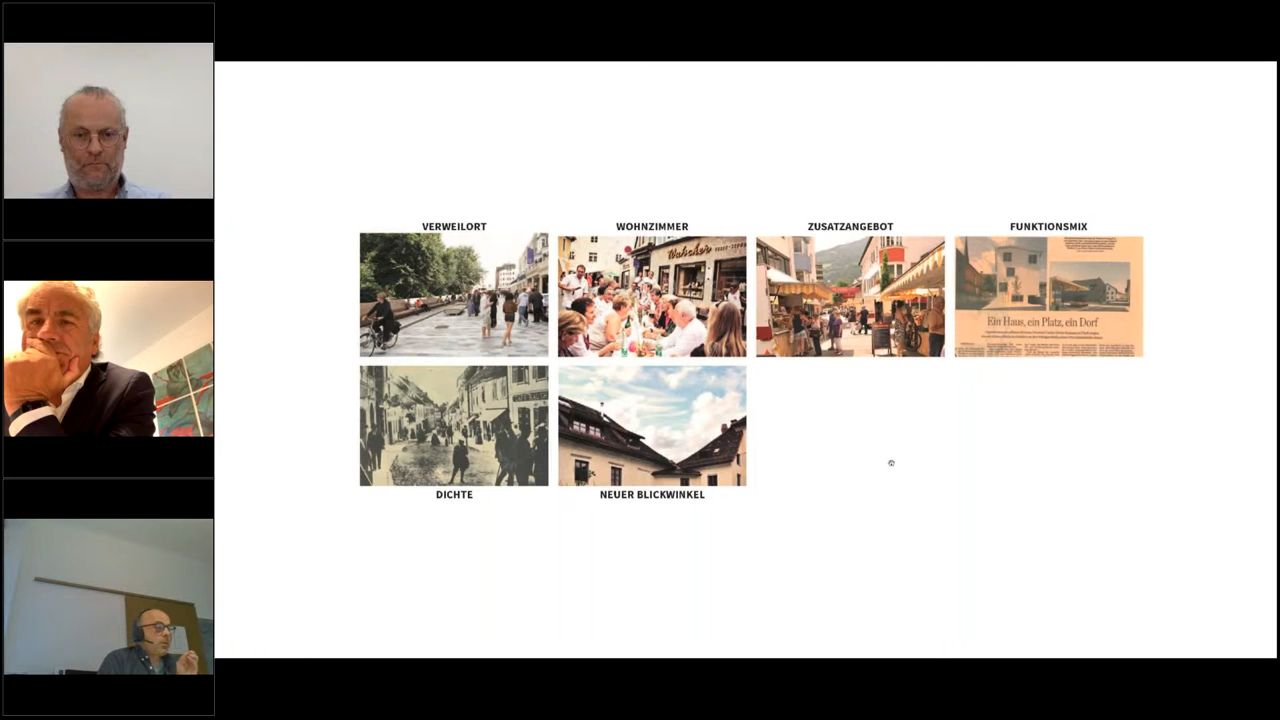 VERWEILORT
WOHNZIMMER
ZUSATZANGEBOT
FUNKTIONSMIX
Ein Haus, ein Platz, ein Dorf
DICHTE
NEUER BLICKWINKEL